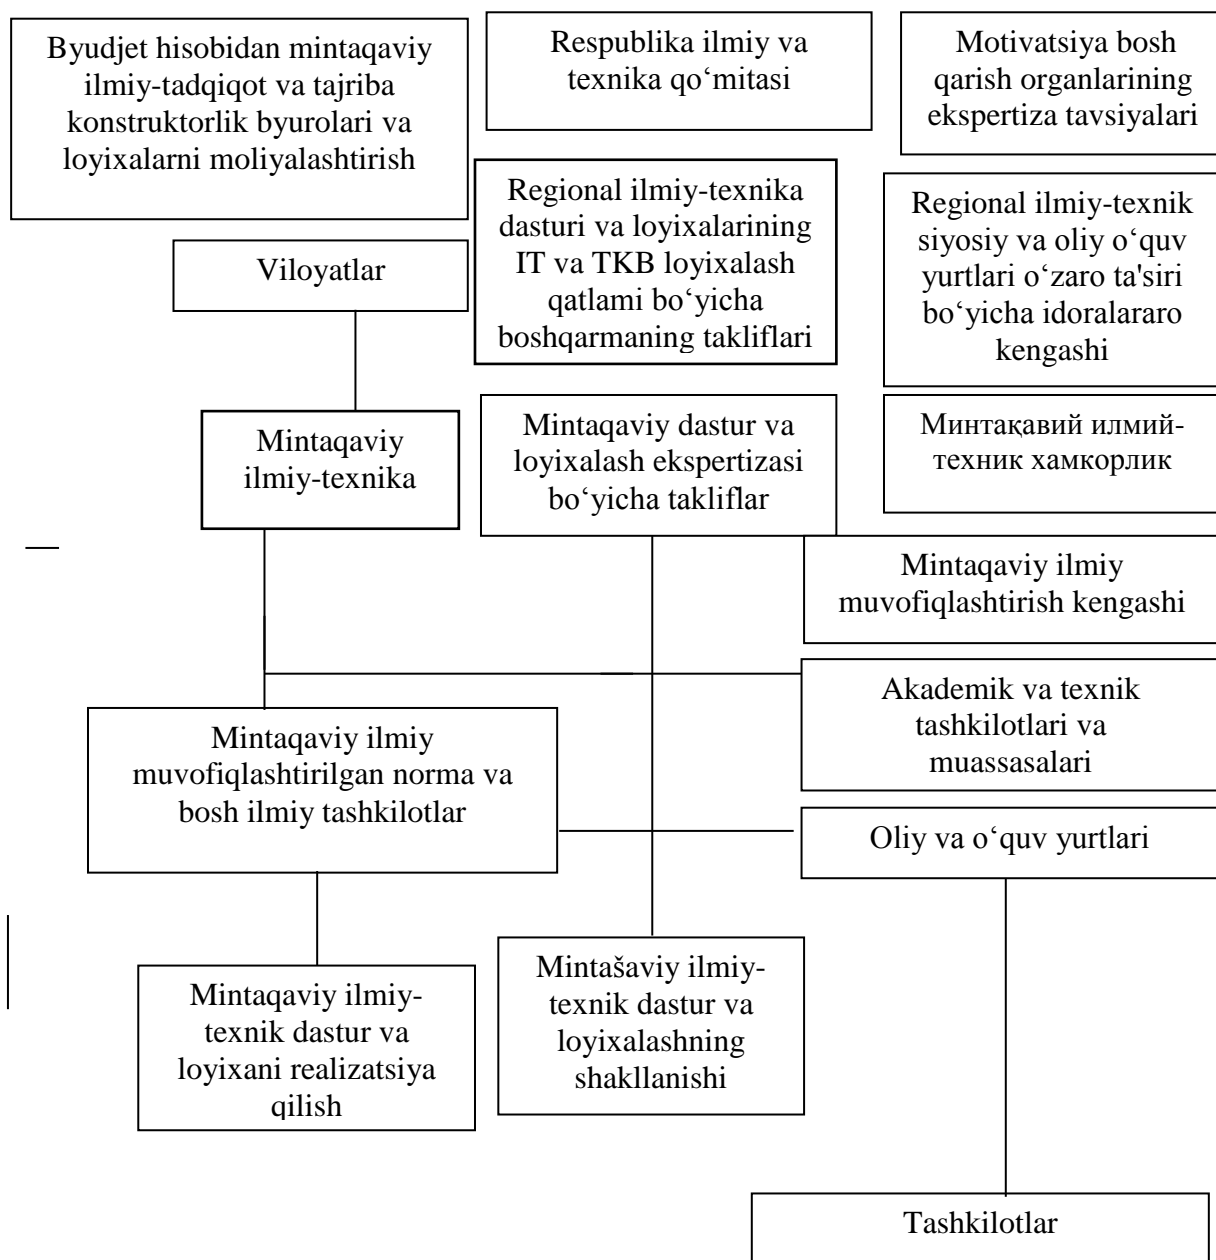 Byudjet hisobidan mintaqaviy
ilmiy-tadqiqot va tajriba
konstruktorlik byurolari va
loyixalarni moliyalashtirish
Respublika ilmiy va
texnika qo‘mitasi
Motivatsiya bosh
qarish organlarining
ekspertiza tavsiyalari
Viloyatlar
Regional ilmiy-texnika
dasturi va loyixalarining
IT va TKB loyixalash
qatlami bo‘yicha
boshqarmaning takliflari
Regional ilmiy-texnik
siyosiy va oliy o‘quv
yurtlari o‘zaro ta'siri
bo‘yicha idoralararo
kengashi
Mintaqaviy
ilmiy-texnika
Mintaqaviy dastur va
loyixalash ekspertizasi
bo‘yicha takliflar
Минтақавий илмий-
техник хамкорлик
Mintaqaviy ilmiy
muvofiqlashtirish kengashi
Mintaqaviy ilmiy
muvofiqlashtirilgan norma va
bosh ilmiy tashkilotlar
Akademik va texnik
tashkilotlari va
muassasalari
Oliy va o‘quv yurtlari
Mintaqaviy ilmiy-
texnik dastur va
loyixani realizatsiya
qilish
Mintašaviy ilmiy-
texnik dastur va
loyixalashning
shakllanishi
Tashkilotlar